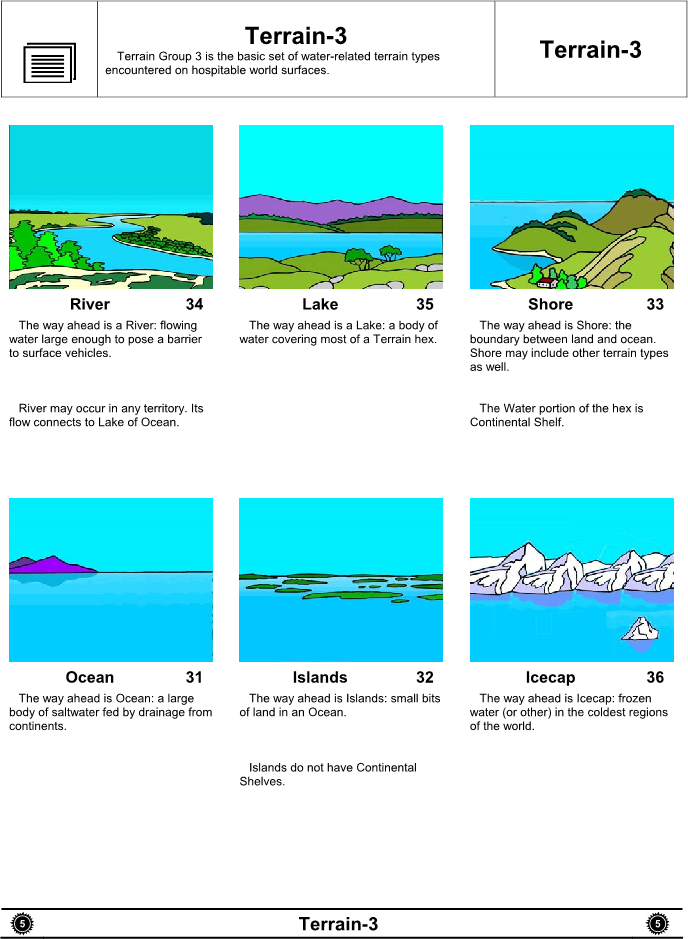 Terrain-3
Terrain Group 3 is the basic set of water-related terrain types
encountered on hospitable world surfaces.
Terrain-3
River 34
The way ahead is a River: flowing
water large enough to pose a barrier
to surface vehicles.
River may occur in any territory. Its
flow connects to Lake of Ocean.
Lake 35
The way ahead is a Lake: a body of
water covering most of a Terrain hex.
Shore 33
The way ahead is Shore: the
boundary between land and ocean.
Shore may include other terrain types
as well.
The Water portion of the hex is
Continental Shelf.
Ocean 31
The way ahead is Ocean: a large
body of saltwater fed by drainage from
continents.
Islands 32
The way ahead is Islands: small bits
of land in an Ocean.
Islands do not have Continental
Shelves.
Icecap 36
The way ahead is Icecap: frozen
water (or other) in the coldest regions
of the world.
5 Terrain-3 5